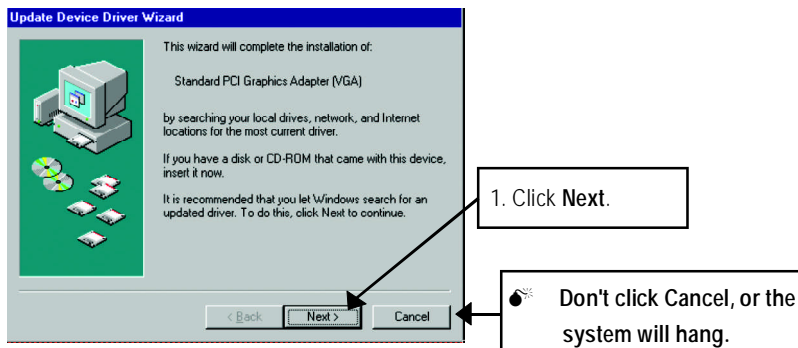 Update Device Driver Wizard
This wizard will complete the installation of:
Standard PCI Graphics Adapter (VGA)
by searching your local drives, network, and Internet
locations for the most current driver.
If you have a disk or CD-ROM that came with this device,
insert it now.
It is recommended that you let Windows search for an
updated driver. To do this, click Next to continue.
1. Click Next.
< Back
Next >
Cancel
💣 Don't click Cancel, or the
system will hang.